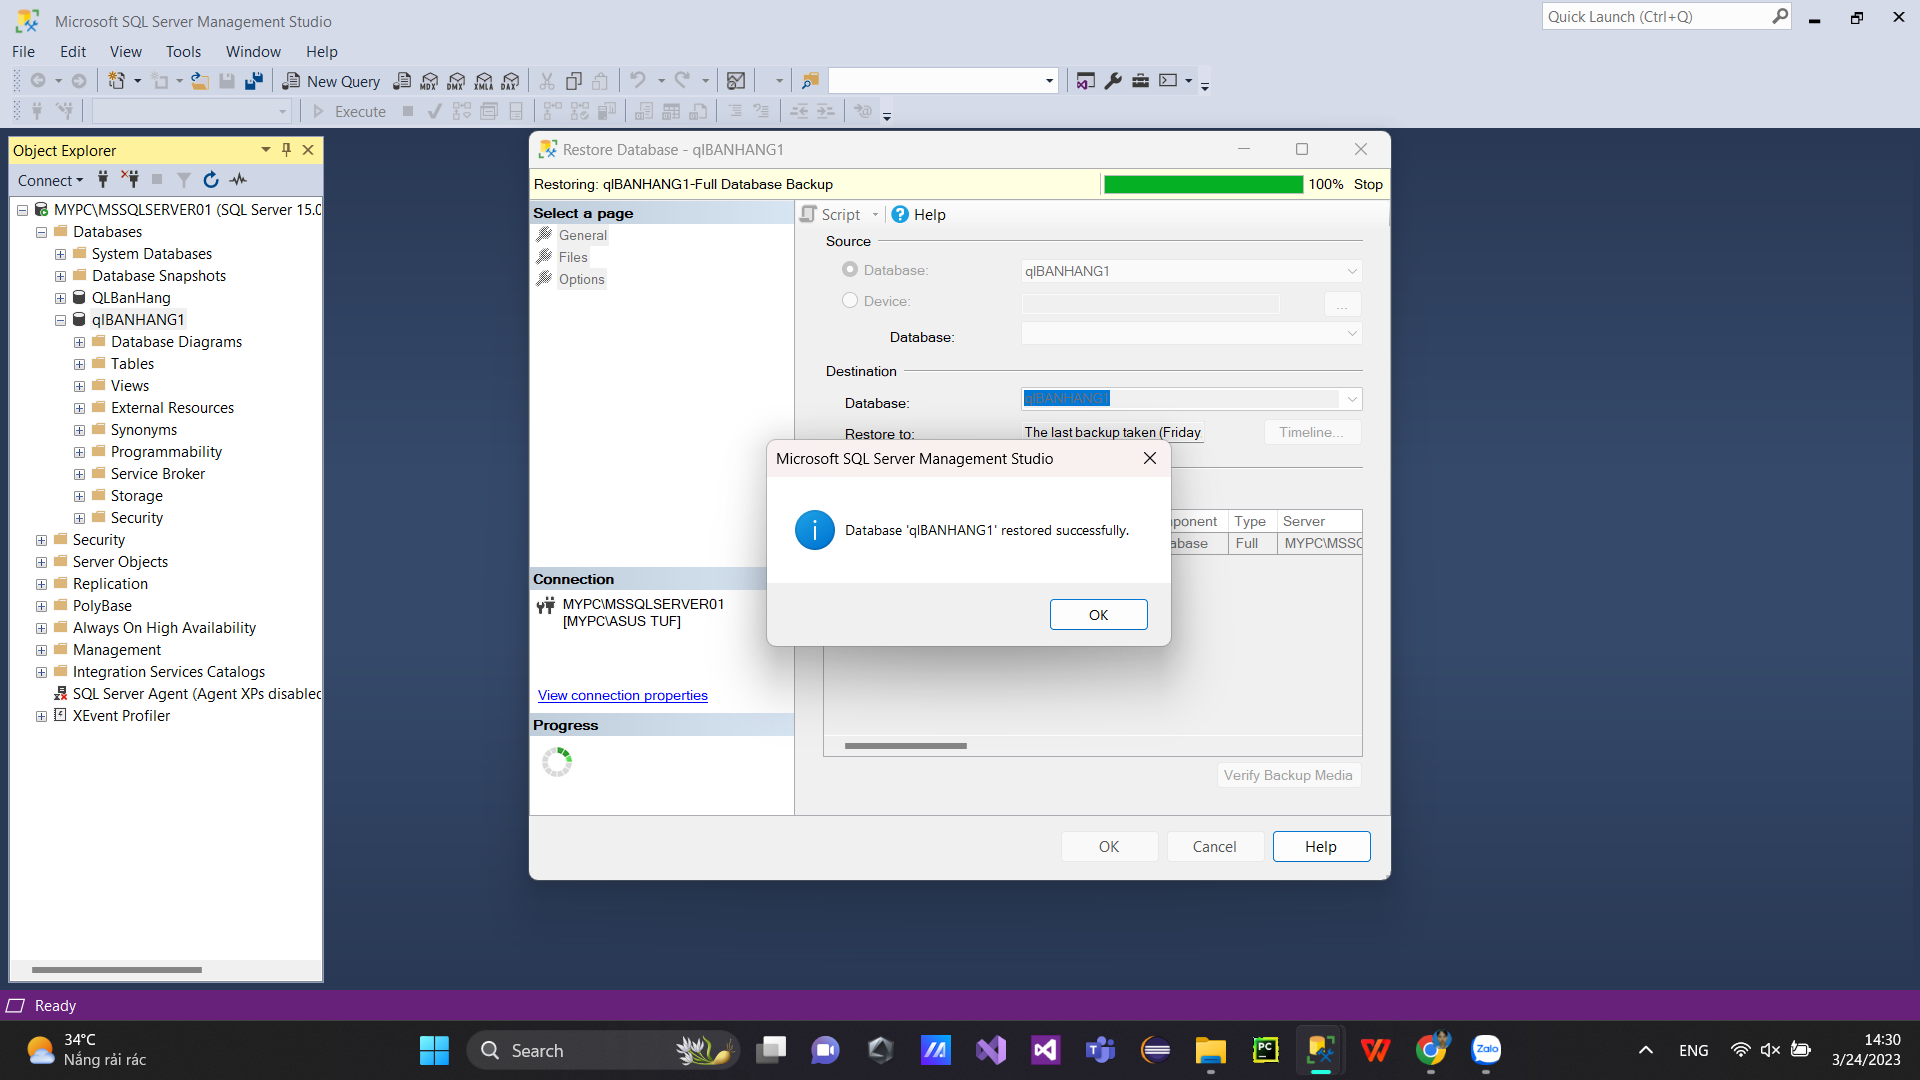 Microsoft SQL Server Management Studio
Quick Launch (Ctrl+Q)
File Edit View Tools Window Help
New Query MDX DMX XMLA DAX
Execute
Object Explorer
Connect
MYPC\MSSQLSERVER01 (SQL Server 15.0
Databases
System Databases
Database Snapshots
QLBanHang
qlBANHANG1
Database Diagrams
Tables
Views
External Resources
Synonyms
Programmability
Service Broker
Storage
Security
Security
Server Objects
Replication
PolyBase
Always On High Availability
Management
Integration Services Catalogs
SQL Server Agent (Agent XPs disabled
XEvent Profiler
Restore Database - qlBANHANG1
Restoring: qlBANHANG1-Full Database Backup
100% Stop
Select a page
General
Files
Options
Connection
MYPC\MSSQLSERVER01
[MYPC\ASUS TUF]
View connection properties
Progress
Script Help
Source
Database: qlBANHANG1
Device: ...
Database:
Destination
Database: qlBANHANG1
Restore to: The last backup taken (Friday Timeline...
ponent Type Server
abase Full MYPC\MSSQ
Verify Backup Media
OK Cancel Help
Microsoft SQL Server Management Studio
Database 'qlBANHANG1' restored successfully.
OK
Ready
34°C
Nắng rải rác
Search
PC
Zalo
ENG
14:30
3/24/2023